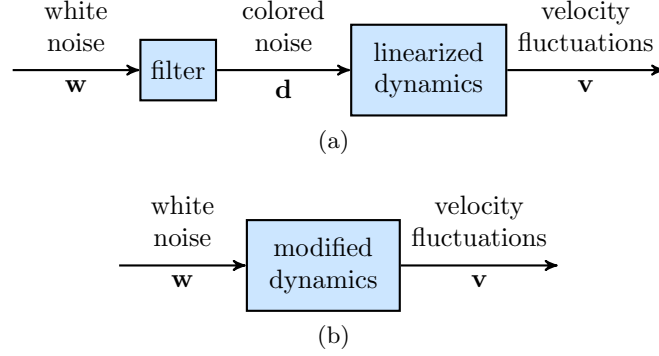 white
noise
w
filter
colored
noise
d
linearized
dynamics
velocity
fluctuations
v
(a)
white
noise
w
modified
dynamics
velocity
fluctuations
v
(b)